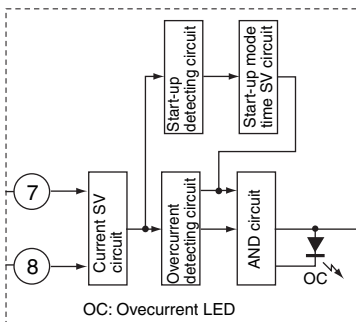 Start-up
detecting circuit
Start-up mode
time SV circuit
7
8
Current SV
circuit
Overcurrent
detecting circuit
AND circuit
OC
OC: Ovecurrent LED